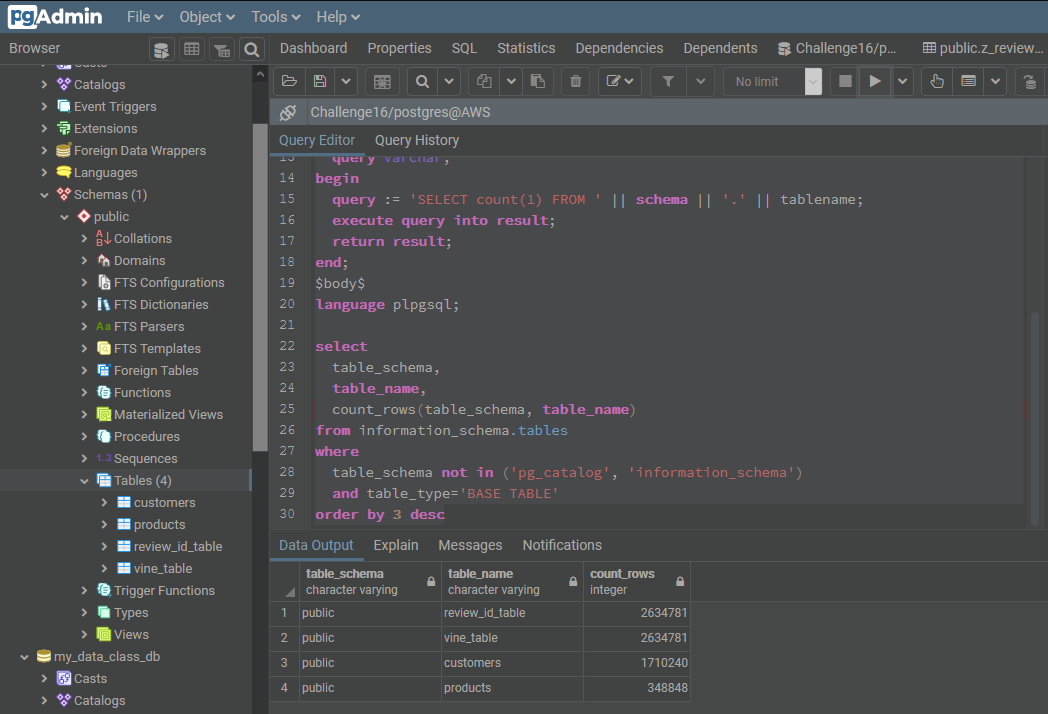 pgAdmin File Object Tools Help
Browser
Dashboard Properties SQL Statistics Dependencies Dependents Challenge16/p... public.z_review...
Casts
Catalogs
Event Triggers
Extensions
Foreign Data Wrappers
Languages
Schemas (1)
public
Collations
Domains
FTS Configurations
FTS Dictionaries
Aa FTS Parsers
FTS Templates
Foreign Tables
Functions
Materialized Views
Procedures
1..3 Sequences
Tables (4)
customers
products
review_id_table
vine_table
Trigger Functions
Types
Views
my_data_class_db
Casts
Catalogs
No limit
Challenge16/postgres@AWS
Query Editor Query History
13 query varchar;
14 begin
15 query := 'SELECT count(1) FROM ' || schema || '.' || tablename;
16 execute query into result;
17 return result;
18 end;
19 $body$
20 language plpgsql;
21
22 select
23 table_schema,
24 table_name,
25 count_rows(table_schema, table_name)
26 from information_schema.tables
27 where
28 table_schema not in ('pg_catalog', 'information_schema')
29 and table_type='BASE TABLE'
30 order by 3 desc
Data Output Explain Messages Notifications
table_schema table_name count_rows
character varying character varying integer
1 public review_id_table 2634781
2 public vine_table 2634781
3 public customers 1710240
4 public products 348848